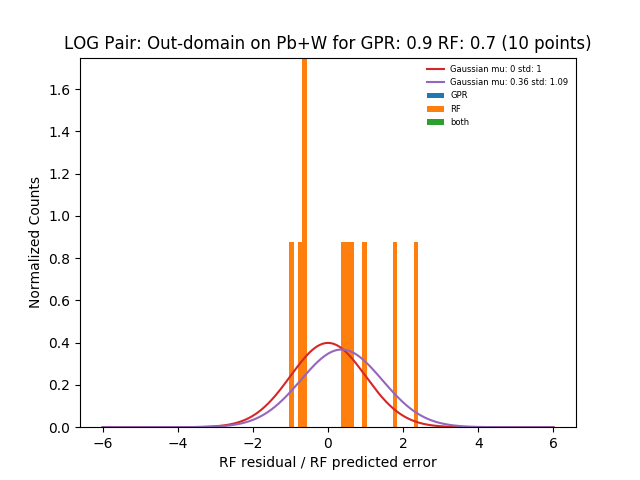 LOG Pair: Out-domain on Pb+W for GPR: 0.9 RF: 0.7 (10 points)
Gaussian mu: 0 std: 1
Gaussian mu: 0.36 std: 1.09
GPR
RF
both
Normalized Counts
1.6
1.4
1.2
1.0
0.8
0.6
0.4
0.2
0.0
−6 −4 −2 0 2 4 6
RF residual / RF predicted error